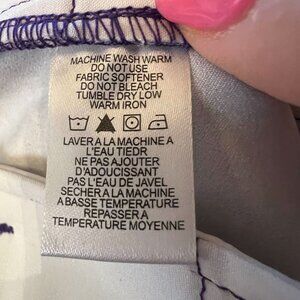 MACHINE WASH WARM
DO NOT USE
FABRIC SOFTENER
DO NOT BLEACH
TUMBLE DRY LOW
WARM IRON
LAVER A LA MACHINE A
L'EAU TIEDR
NE PAS AJOUTER
D'ADOUCISSANT
PAS L'EAU DE JAVEL
SECHER A LA MACHINE
A BASSE TEMPERATURE
REPASSER A
TEMPERATURE MOYENNE